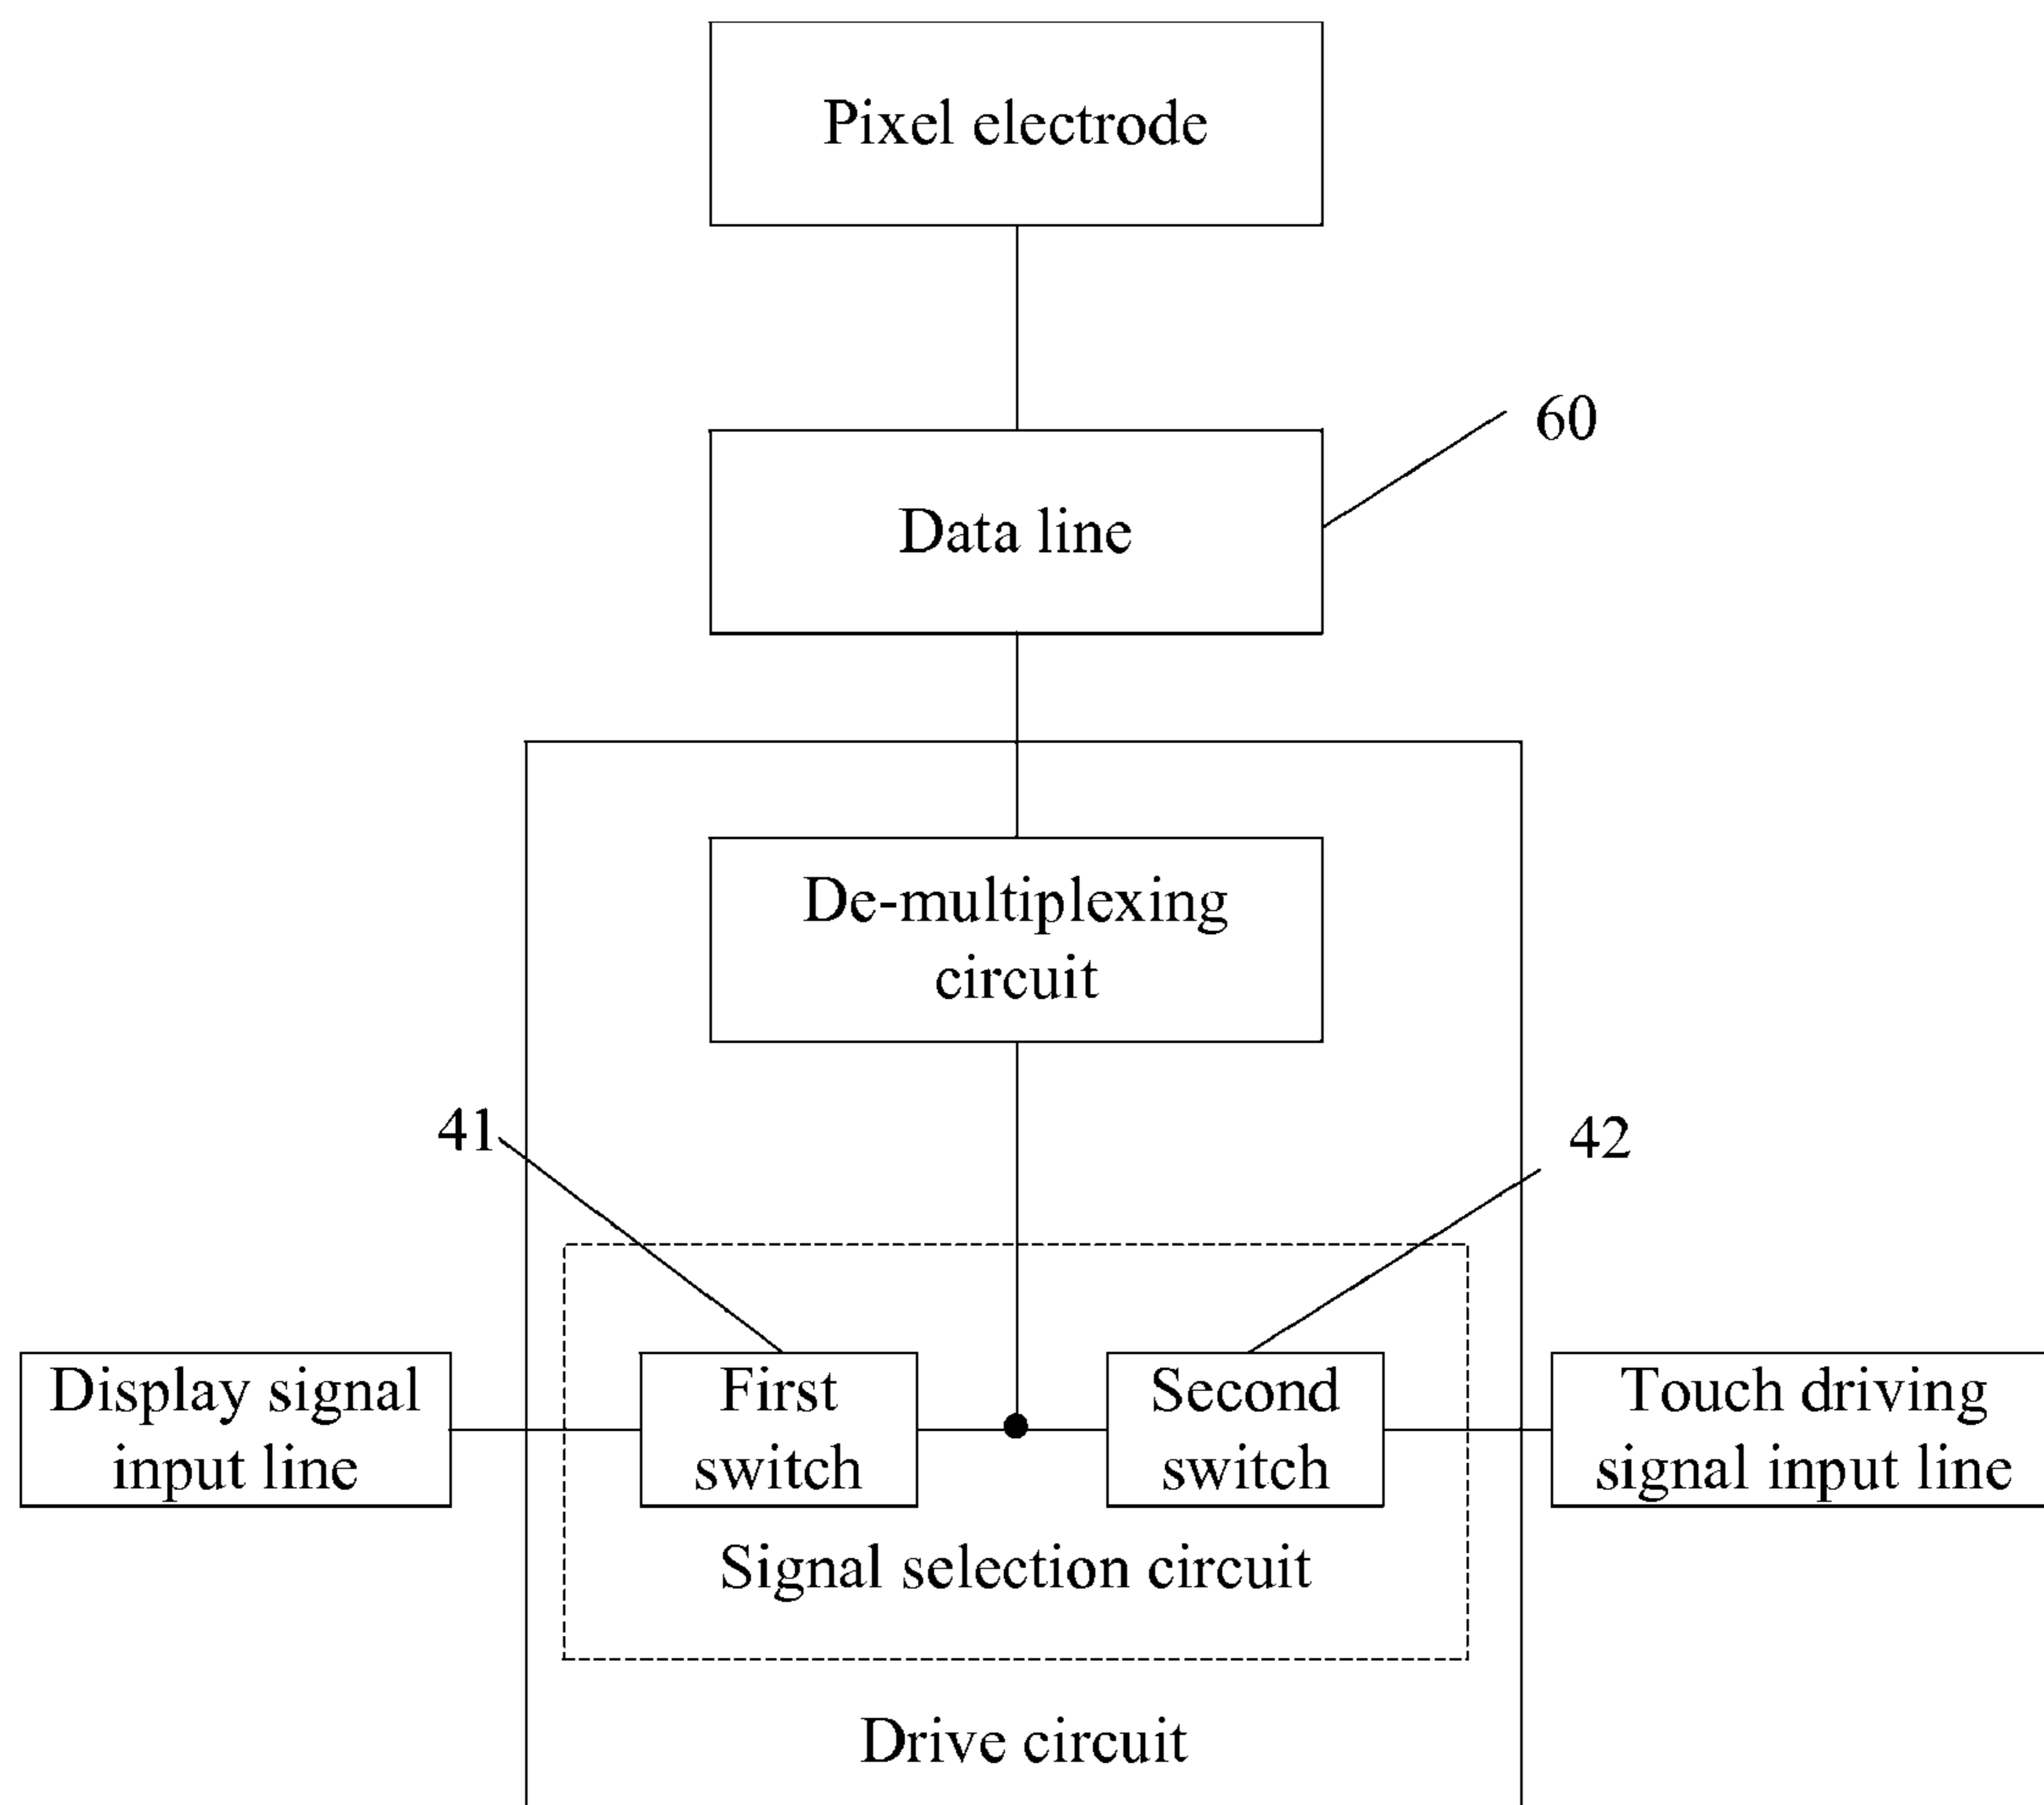 Pixel electrode
60
Data line
De-multiplexing
circuit
41
42
Display signal
input line
First
switch
Second
switch
Touch driving
signal input line
Signal selection circuit
Drive circuit